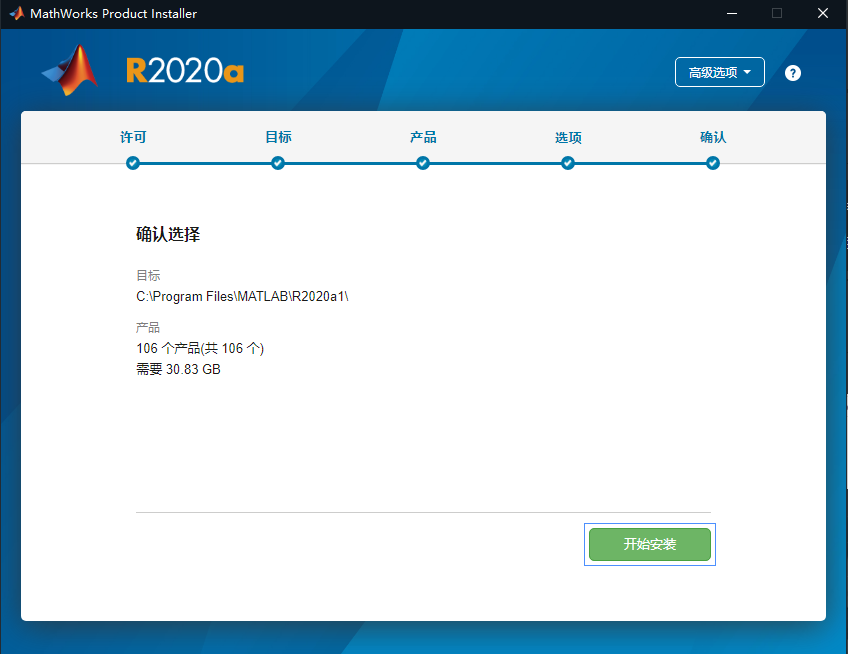 MathWorks Product Installer
R2020a
高级选项
?
许可
目标
产品
选项
确认
确认选择
目标
C:\Program Files\MATLAB\R2020a1\
产品
106 个产品(共 106 个)
需要 30.83 GB
开始安装